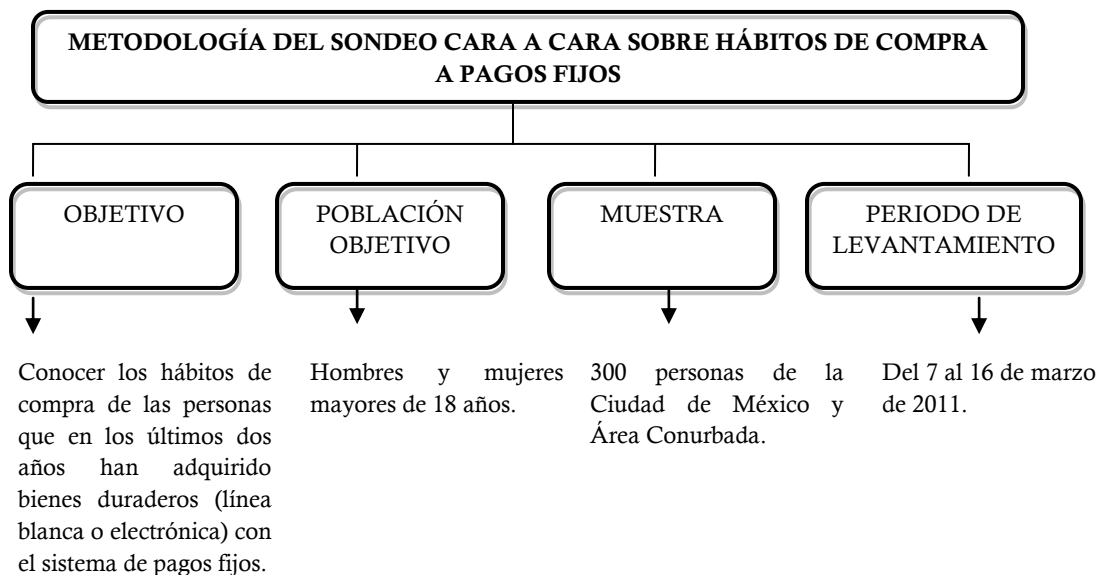 METODOLOGÍA DEL SONDEO CARA A CARA SOBRE HÁBITOS DE COMPRA
A PAGOS FIJOS
OBJETIVO
POBLACIÓN
OBJETIVO
MUESTRA
PERIODO DE
LEVANTAMIENTO
Conocer los hábitos de
compra de las personas
que en los últimos dos
años han adquirido
bienes duraderos (línea
blanca o electrónica) con
el sistema de pagos fijos.
Hombres y mujeres
mayores de 18 años.
300 personas de la
Ciudad de México y
Área Conurbada.
Del 7 al 16 de marzo
de 2011.